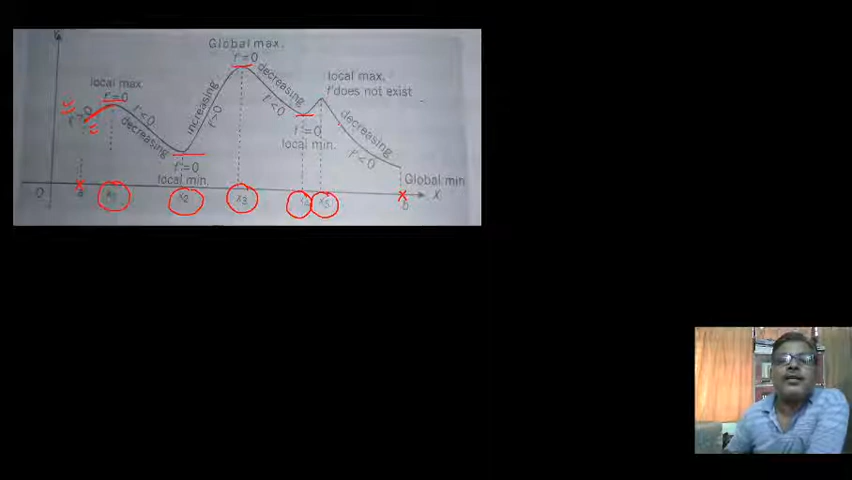 Global max.
f'=0
local max.
f'=0
f'>0
f'<0
decreasing
increasing
f'>0
decreasing
f'<0
local max.
f' does not exist
f'=0
local min.
f'=0
local min.
decreasing
f'<0
Global min
O
x₁
x₂
x₃
x₅
b
X